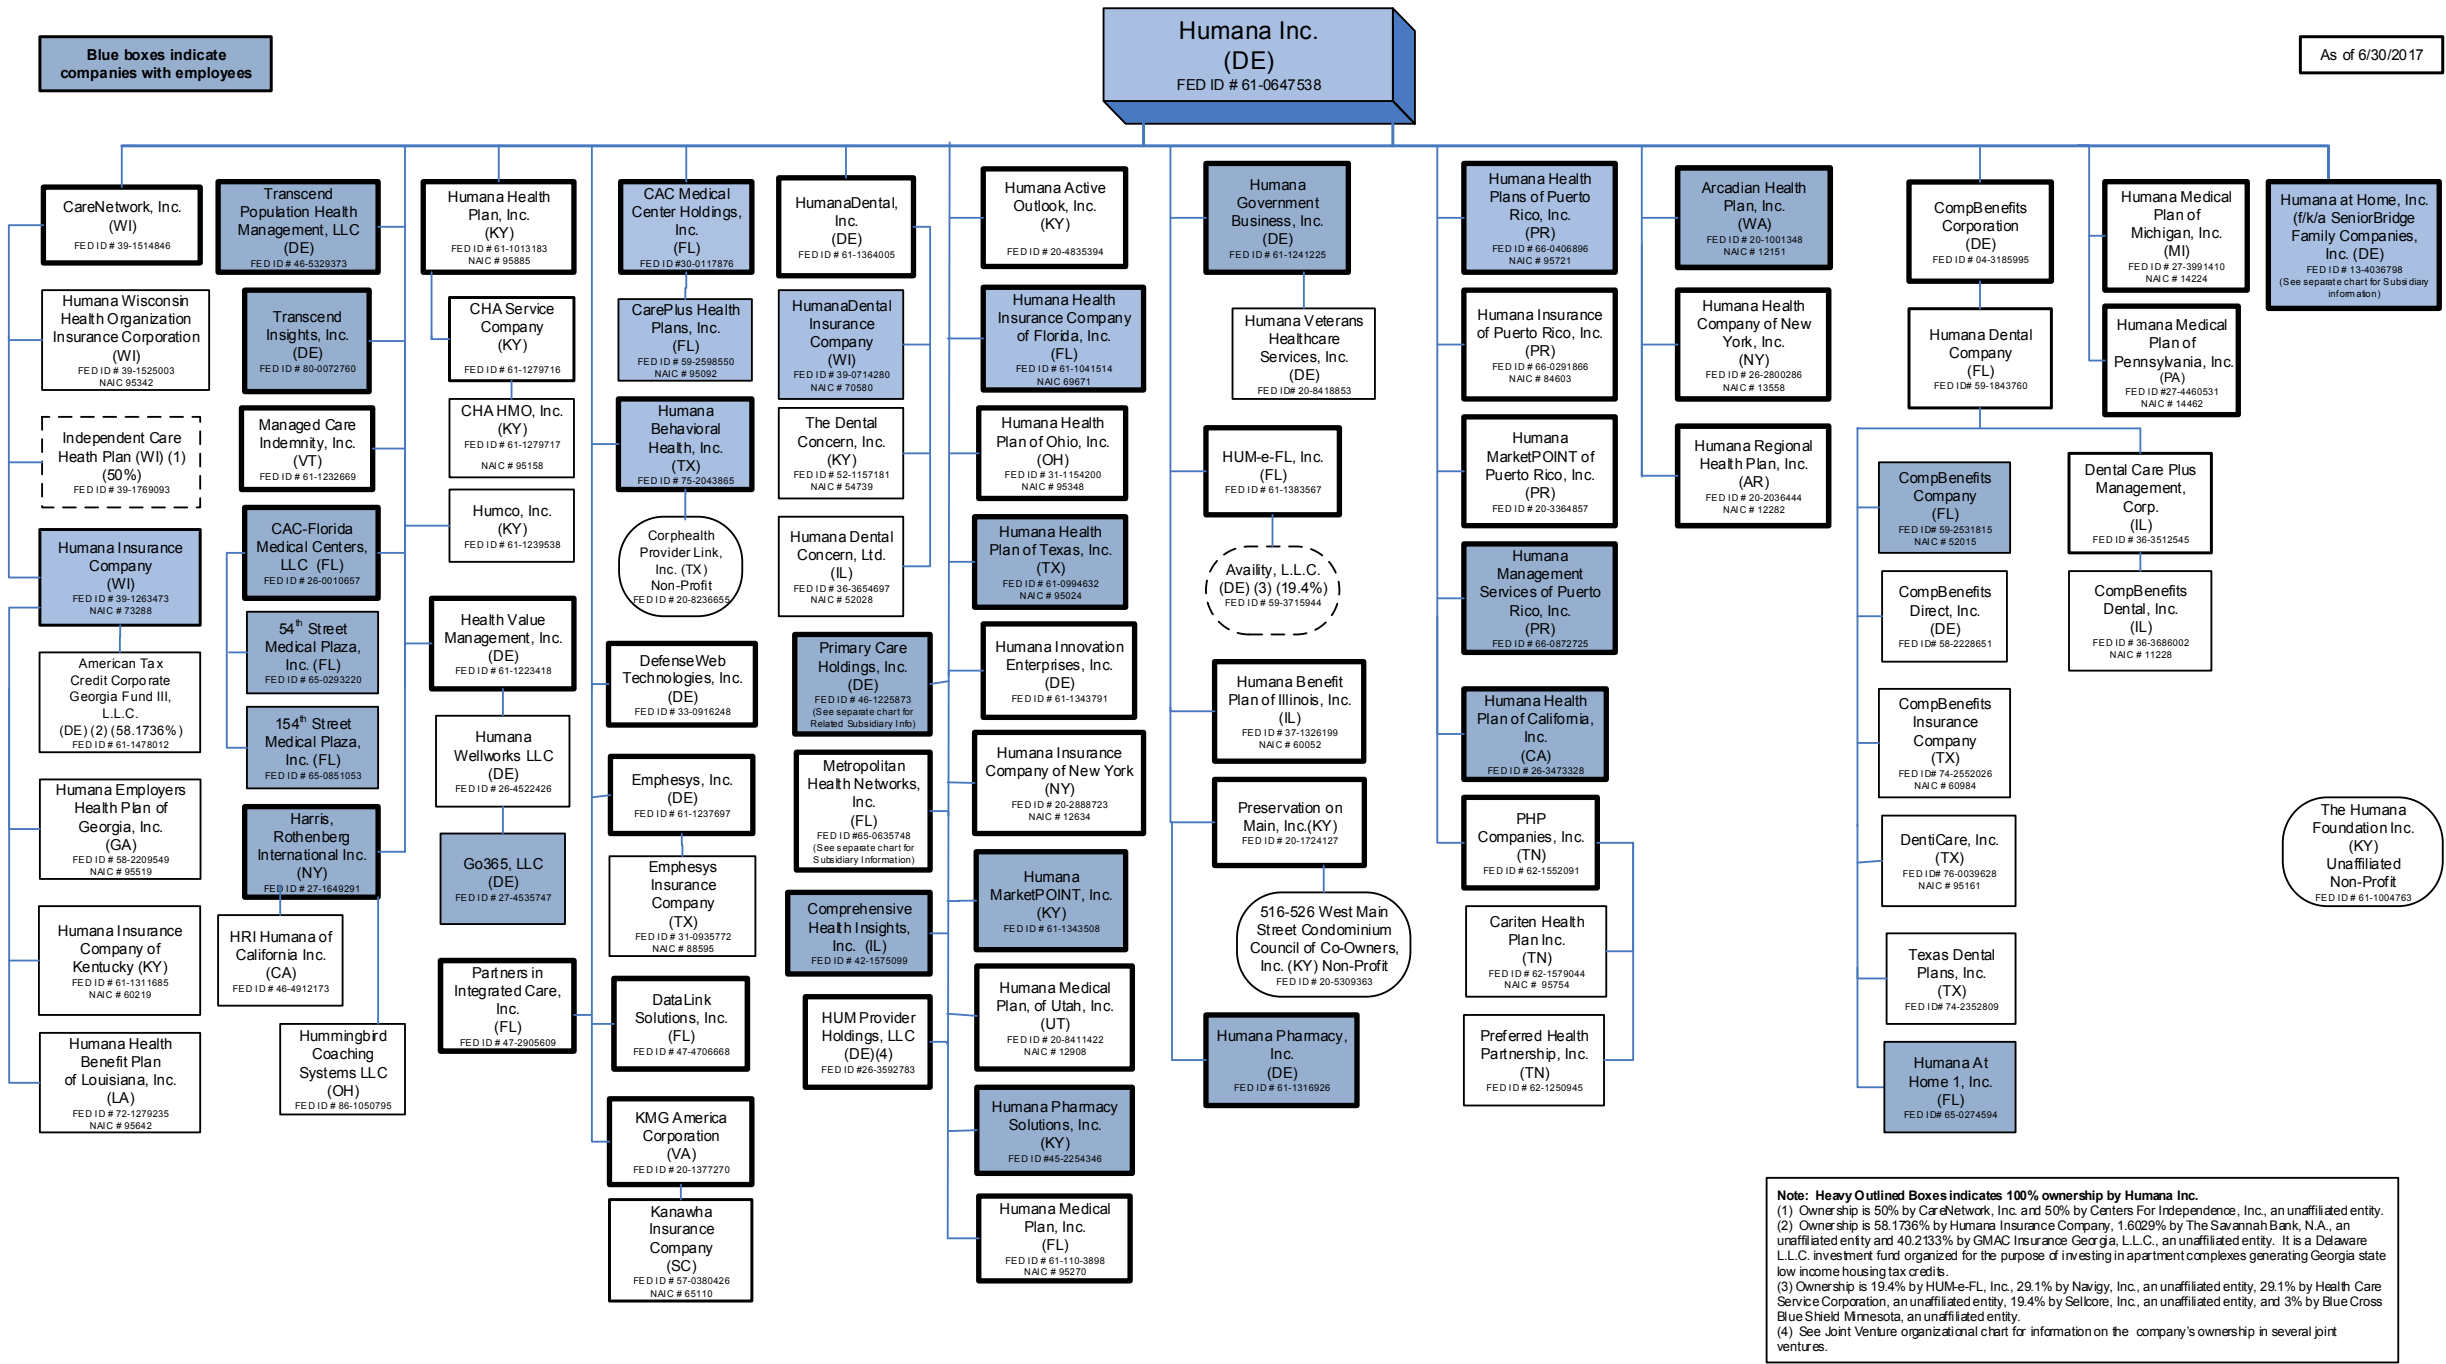 Humana Inc.
(DE)
FED ID # 61-0647538
Blue boxes indicate
companies with employees
As of 6/30/2017
CareNetwork, Inc.
(WI)
FED ID # 39-1514846
Humana Wisconsin
Health Organization
Insurance Corporation
(WI)
FED ID # 39-1525003
NAIC 95342
Independent Care
Heath Plan (WI) (1)
(50%)
FED ID # 39-1769093
Humana Insurance
Company
(WI)
FED ID # 39-1263473
NAIC # 73288
American Tax
Credit Corporate
Georgia Fund III,
L.L.C.
(DE) (2) (58.1736%)
FED ID # 61-1478012
Humana Employers
Health Plan of
Georgia, Inc.
(GA)
FED ID # 58-2209549
NAIC # 95519
Humana Insurance
Company of
Kentucky (KY)
FED ID # 61-1311685
NAIC # 60219
Humana Health
Benefit Plan
of Louisiana, Inc.
(LA)
FED ID # 72-1279235
NAIC # 95642
Transcend
Population Health
Management, LLC
(DE)
FED ID # 46-5329373
Transcend
Insights, Inc.
(DE)
FED ID # 80-0072760
Managed Care
Indemnity, Inc.
(VT)
FED ID # 61-1232669
CAC-Florida
Medical Centers,
LLC (FL)
FED ID # 26-0010657
54th Street
Medical Plaza,
Inc. (FL)
FED ID # 65-0293220
154th Street
Medical Plaza,
Inc. (FL)
FED ID # 65-0851053
Harris,
Rothenberg
International Inc.
(NY)
FED ID # 27-1649291
HRI Humana of
California Inc.
(CA)
FED ID # 46-4912173
Hummingbird
Coaching
Systems LLC
(OH)
FED ID # 86-1050795
Humana Health
Plan, Inc.
(KY)
FED ID # 61-1013183
NAIC # 95885
CHA Service
Company
(KY)
FED ID # 61-1279716
CHA HMO, Inc.
(KY)
FED ID # 61-1279717
NAIC # 95158
Humco, Inc.
(KY)
FED ID # 61-1239538
Health Value
Management, Inc.
(DE)
FED ID # 61-1223418
Humana
Wellworks LLC
(DE)
FED ID # 26-4522426
Go365, LLC
(DE)
FED ID # 27-4535747
Partners in
Integrated Care,
Inc.
(FL)
FED ID # 47-2905609
CAC Medical
Center Holdings,
Inc.
(FL)
FED ID #30-0117876
CarePlus Health
Plans, Inc.
(FL)
FED ID # 59-2598550
NAIC # 95092
Humana
Behavioral
Health, Inc.
(TX)
FED ID # 75-2043865
Corphealth
Provider Link,
Inc. (TX)
Non-Profit
FED ID # 20-8236655
DefenseWeb
Technologies, Inc.
(DE)
FED ID # 33-0916248
Emphesys, Inc.
(DE)
FED ID # 61-1237697
Emphesys
Insurance
Company
(TX)
FED ID # 31-0935772
NAIC # 88595
DataLink
Solutions, Inc.
(FL)
FED ID # 47-4706668
KMG America
Corporation
(VA)
FED ID # 20-1377270
Kanawha
Insurance
Company
(SC)
FED ID # 57-0380426
NAIC # 65110
HumanaDental,
Inc.
(DE)
FED ID # 61-1364005
HumanaDental
Insurance
Company
(WI)
FED ID # 39-0714280
NAIC # 70580
The Dental
Concern, Inc.
(KY)
FED ID # 52-1157181
NAIC # 54739
Humana Dental
Concern, Ltd.
(IL)
FED ID # 36-3654697
NAIC # 52028
Primary Care
Holdings, Inc.
(DE)
FED ID # 46-1225873
(See separate chart for
Related Subsidiary Info)
Metropolitan
Health Networks,
Inc.
(FL)
FED ID #65-0635748
(See separate chart for
Subsidiary Information)
Comprehensive
Health Insights,
Inc. (IL)
FED ID # 42-1575099
HUM Provider
Holdings, LLC
(DE)(4)
FED ID #26-3592783
Humana Active
Outlook, Inc.
(KY)
FED ID # 20-4835394
Humana Health
Insurance Company
of Florida, Inc.
(FL)
FED ID # 61-1041514
NAIC 69671
Humana Health
Plan of Ohio, Inc.
(OH)
FED ID # 31-1154200
NAIC # 95348
Humana Health
Plan of Texas, Inc.
(TX)
FED ID # 61-0994632
NAIC # 95024
Humana Innovation
Enterprises, Inc.
(DE)
FED ID # 61-1343791
Humana Insurance
Company of New York
(NY)
FED ID # 20-2888723
NAIC # 12634
Humana
MarketPOINT, Inc.
(KY)
FED ID # 61-1343508
Humana Medical
Plan, of Utah, Inc.
(UT)
FED ID # 20-8411422
NAIC # 12908
Humana Pharmacy
Solutions, Inc.
(KY)
FED ID #45-2254346
Humana Medical
Plan, Inc.
(FL)
FED ID # 61-110-3898
NAIC # 95270
Humana
Government
Business, Inc.
(DE)
FED ID # 61-1241225
Humana Veterans
Healthcare
Services, Inc.
(DE)
FED ID# 20-8418853
HUM-e-FL, Inc.
(FL)
FED ID # 61-1383567
Availity, L.L.C.
(DE) (3) (19.4%)
FED ID # 59-3715944
Humana Benefit
Plan of Illinois, Inc.
(IL)
FED ID # 37-1326199
NAIC # 60052
Preservation on
Main, Inc.(KY)
FED ID # 20-1724127
516-526 West Main
Street Condominium
Council of Co-Owners,
Inc. (KY) Non-Profit
FED ID # 20-5309363
Humana Pharmacy,
Inc.
(DE)
FED ID # 61-1316926
Humana Health
Plans of Puerto
Rico, Inc.
(PR)
FED ID # 66-0406896
NAIC # 95721
Humana Insurance
of Puerto Rico, Inc.
(PR)
FED ID # 66-0291866
NAIC # 84603
Humana
MarketPOINT of
Puerto Rico, Inc.
(PR)
FED ID # 20-3364857
Humana
Management
Services of Puerto
Rico, Inc.
(PR)
FED ID # 66-0872725
Humana Health
Plan of California,
Inc.
(CA)
FED ID # 26-3473328
PHP
Companies, Inc.
(TN)
FED ID # 62-1552091
Cariten Health
Plan Inc.
(TN)
FED ID # 62-1579044
NAIC # 95754
Preferred Health
Partnership, Inc.
(TN)
FED ID # 62-1250945
Arcadian Health
Plan, Inc.
(WA)
FED ID # 20-1001348
NAIC # 12151
Humana Health
Company of New
York, Inc.
(NY)
FED ID # 26-2800286
NAIC # 13558
Humana Regional
Health Plan, Inc.
(AR)
FED ID # 20-2036444
NAIC # 12282
CompBenefits
Corporation
(DE)
FED ID # 04-3185995
Humana Dental
Company
(FL)
FED ID# 59-1843760
CompBenefits
Company
(FL)
FED ID# 59-2531815
NAIC # 52015
CompBenefits
Direct, Inc.
(DE)
FED ID# 58-2228651
CompBenefits
Insurance
Company
(TX)
FED ID# 74-2552026
NAIC # 60984
DentiCare, Inc.
(TX)
FED ID# 76-0039628
NAIC # 95161
Texas Dental
Plans, Inc.
(TX)
FED ID# 74-2352809
Humana At
Home 1, Inc.
(FL)
FED ID# 65-0274594
Dental Care Plus
Management,
Corp.
(IL)
FED ID # 36-3512545
CompBenefits
Dental, Inc.
(IL)
FED ID # 36-3686002
NAIC # 11228
Humana Medical
Plan of
Michigan, Inc.
(MI)
FED ID # 27-3991410
NAIC # 14224
Humana Medical
Plan of
Pennsylvania, Inc.
(PA)
FED ID #27-4460531
NAIC # 14462
Humana at Home, Inc.
(f/k/a SeniorBridge
Family Companies,
Inc. (DE)
FED ID # 13-4036798
(See separate chart for Subsidiary
information)
The Humana
Foundation Inc.
(KY)
Unaffiliated
Non-Profit
FED ID # 61-1004763
Note: Heavy Outlined Boxes indicates 100% ownership by Humana Inc.
(1) Ownership is 50% by CareNetwork, Inc. and 50% by Centers For Independence, Inc., an unaffiliated entity.
(2) Ownership is 58.1736% by Humana Insurance Company, 1.6029% by The Savannah Bank, N.A., an
unaffiliated entity and 40.2133% by GMAC Insurance Georgia, L.L.C., an unaffiliated entity. It is a Delaware
L.L.C. investment fund organized for the purpose of investing in apartment complexes generating Georgia state
low income housing tax credits.
(3) Ownership is 19.4% by HUM-e-FL, Inc., 29.1% by Navigy, Inc., an unaffiliated entity, 29.1% by Health Care
Service Corporation, an unaffiliated entity, 19.4% by Sellcore, Inc., an unaffiliated entity, and 3% by Blue Cross
Blue Shield Minnesota, an unaffiliated entity.
(4) See Joint Venture organizational chart for information on the company's ownership in several joint
ventures.